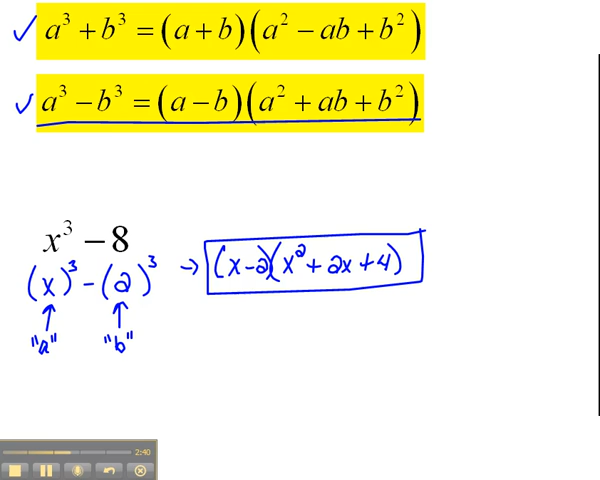 a³ + b³ = (a + b)(a² − ab + b²)
a³ − b³ = (a − b)(a² + ab + b²)
x³ − 8
(x)³ − (2)³ → (x − 2)(x² + 2x + 4)
"a" "b"
2:40